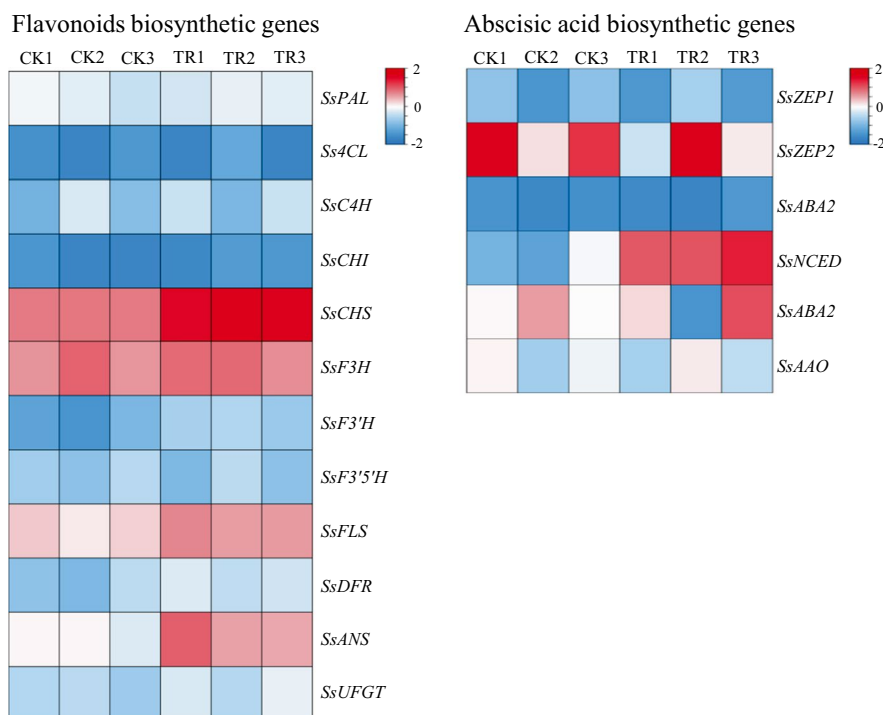 Flavonoids biosynthetic genes
CK1 CK2 CK3 TR1 TR2 TR3
2
0
-2
SsPAL
Ss4CL
SsC4H
SsCHI
SsCHS
SsF3H
SsF3'H
SsF3'5'H
SsFLS
SsDFR
SsANS
SsUFGT
Abscisic acid biosynthetic genes
CK1 CK2 CK3 TR1 TR2 TR3
2
0
-2
SsZEP1
SsZEP2
SsABA2
SsNCED
SsABA2
SsAAO